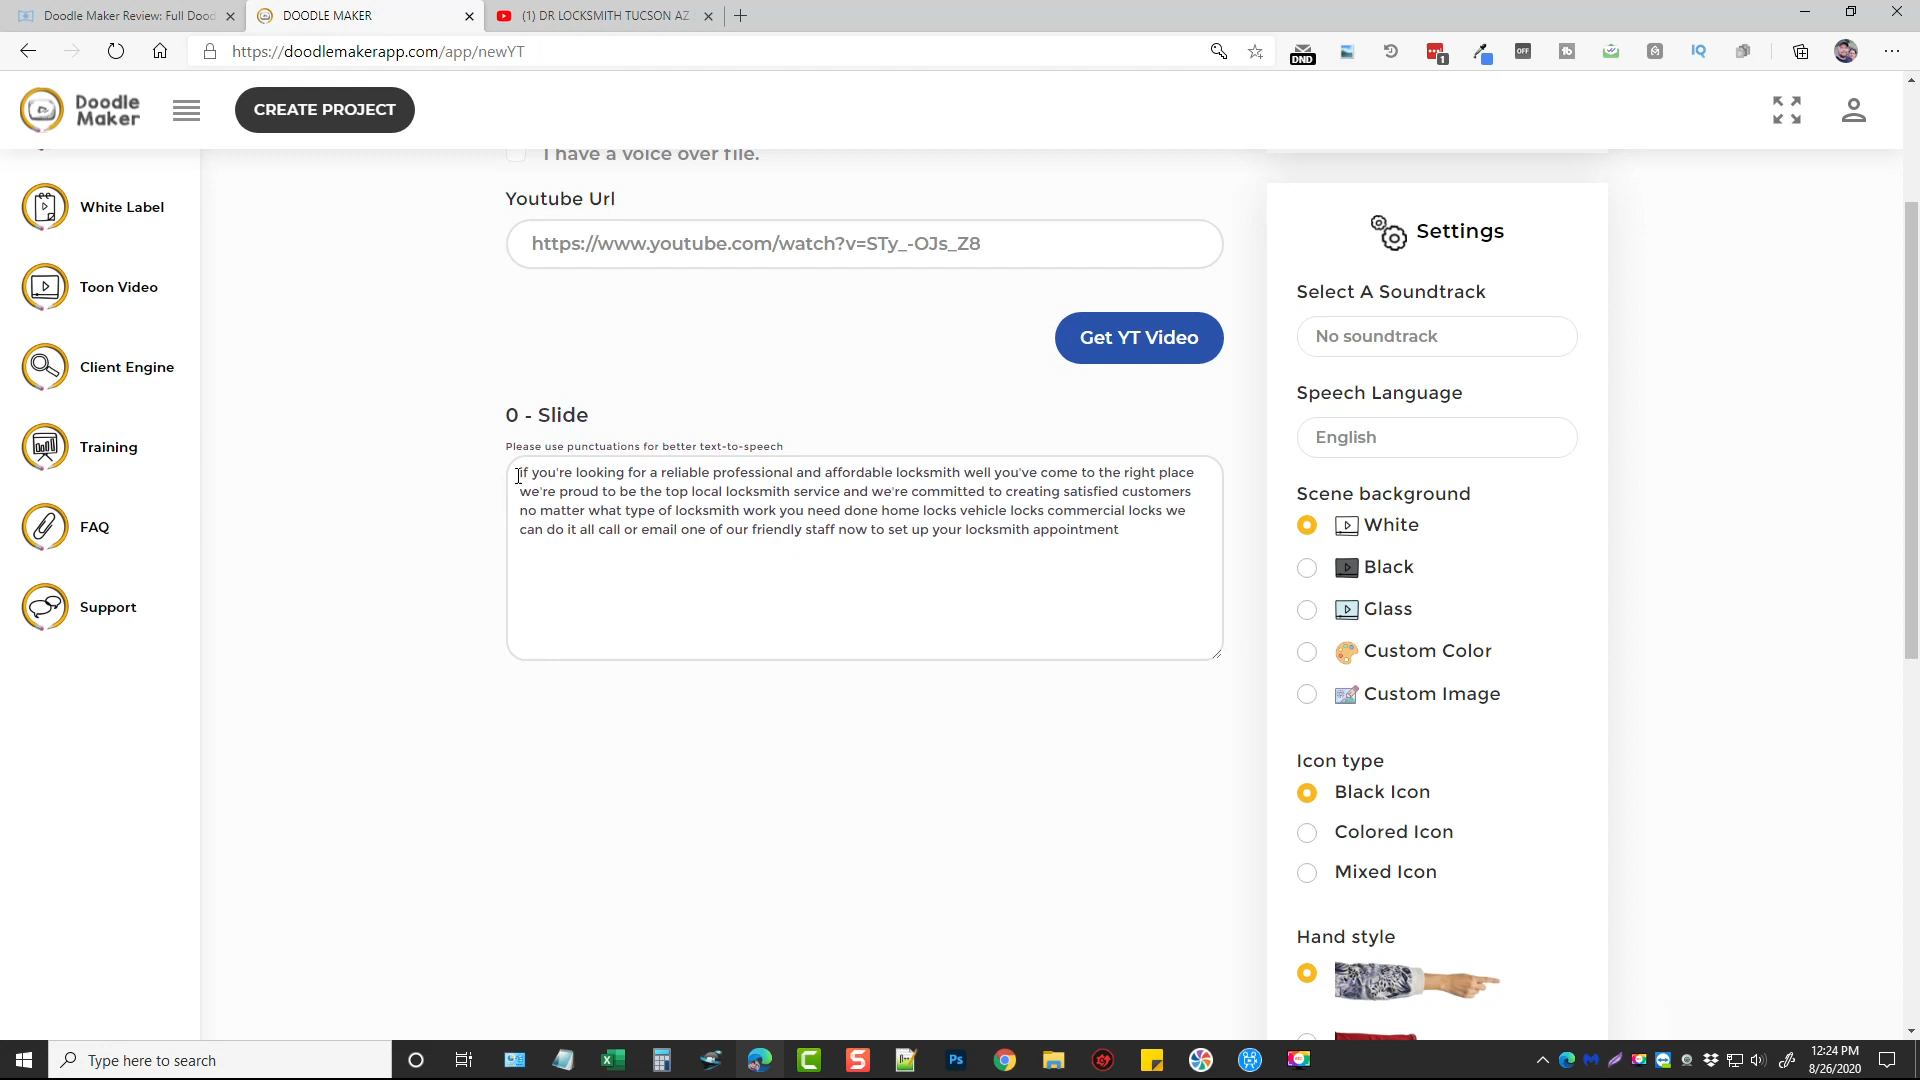 Doodle Maker Review: Full Dood
DOODLE MAKER
(1) DR LOCKSMITH TUCSON AZ
https://doodlemakerapp.com/app/newYT
DND
1
OFF
tb
IQ
Doodle
Maker
CREATE PROJECT
White Label
Toon Video
Client Engine
Training
FAQ
Support
I have a voice over file.
Youtube Url
https://www.youtube.com/watch?v=STy_-OJs_Z8
Get YT Video
0 - Slide
Please use punctuations for better text-to-speech
if you're looking for a reliable professional and affordable locksmith well you've come to the right place
we're proud to be the top local locksmith service and we're committed to creating satisfied customers
no matter what type of locksmith work you need done home locks vehicle locks commercial locks we
can do it all call or email one of our friendly staff now to set up your locksmith appointment
Settings
Select A Soundtrack
No soundtrack
Speech Language
English
Scene background
White
Black
Glass
Custom Color
Custom Image
Icon type
Black Icon
Colored Icon
Mixed Icon
Hand style
Type here to search
Ps
12:24 PM
8/26/2020